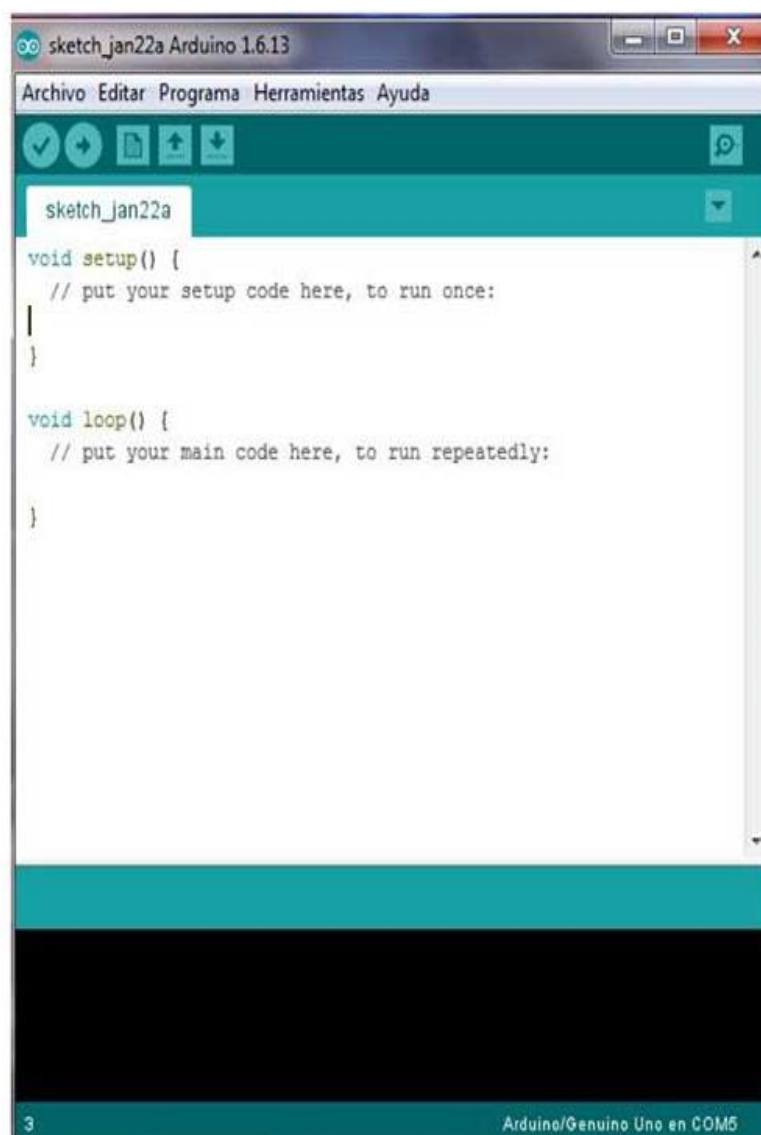 sketch_jan22a Arduino 1.6.13
Archivo Editar Programa Herramientas Ayuda
sketch_jan22a
void setup() {
  // put your setup code here, to run once:
}
void loop() {
  // put your main code here, to run repeatedly:
}
3 Arduino/Genuino Uno en COM5